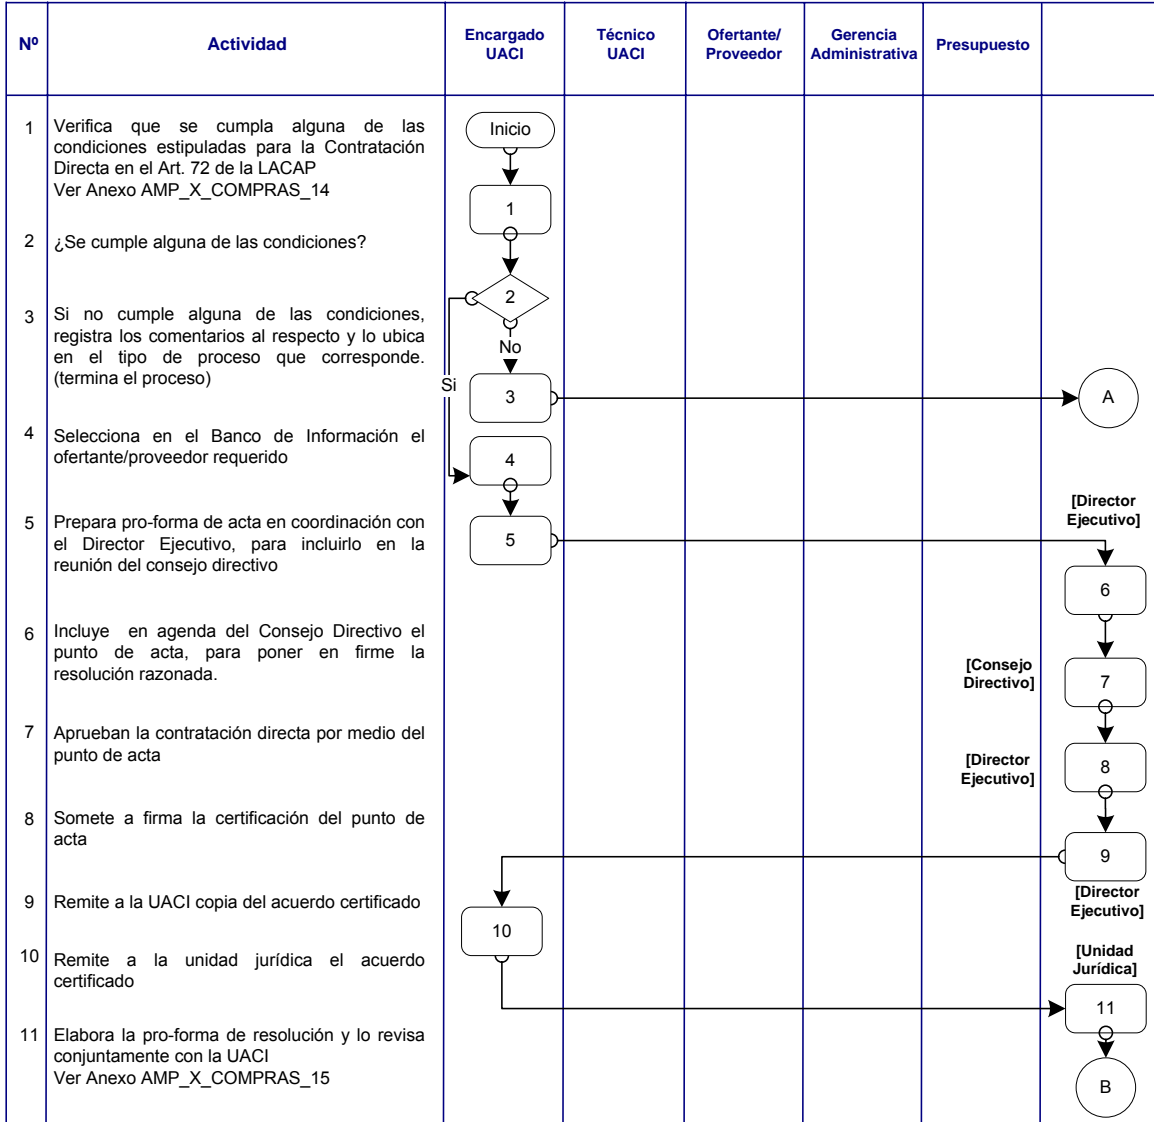 Nº
Actividad
Encargado
UACI
Técnico
UACI
Ofertante/
Proveedor
Gerencia
Administrativa
Presupuesto
1
Verifica que se cumpla alguna de las
condiciones estipuladas para la Contratación
Directa en el Art. 72 de la LACAP
Ver Anexo AMP_X_COMPRAS_14
2
¿Se cumple alguna de las condiciones?
3
Si no cumple alguna de las condiciones,
registra los comentarios al respecto y lo ubica
en el tipo de proceso que corresponde.
(termina el proceso)
4
Selecciona en el Banco de Información el
ofertante/proveedor requerido
5
Prepara pro-forma de acta en coordinación con
el Director Ejecutivo, para incluirlo en la
reunión del consejo directivo
6
Incluye en agenda del Consejo Directivo el
punto de acta, para poner en firme la
resolución razonada.
7
Aprueban la contratación directa por medio del
punto de acta
8
Somete a firma la certificación del punto de
acta
9
Remite a la UACI copia del acuerdo certificado
10
Remite a la unidad jurídica el acuerdo
certificado
11
Elabora la pro-forma de resolución y lo revisa
conjuntamente con la UACI
Ver Anexo AMP_X_COMPRAS_15
Inicio
1
2
No
Si
3
A
4
5
[Director
Ejecutivo]
6
[Consejo
Directivo]
7
[Director
Ejecutivo]
8
9
[Director
Ejecutivo]
10
[Unidad
Jurídica]
11
B